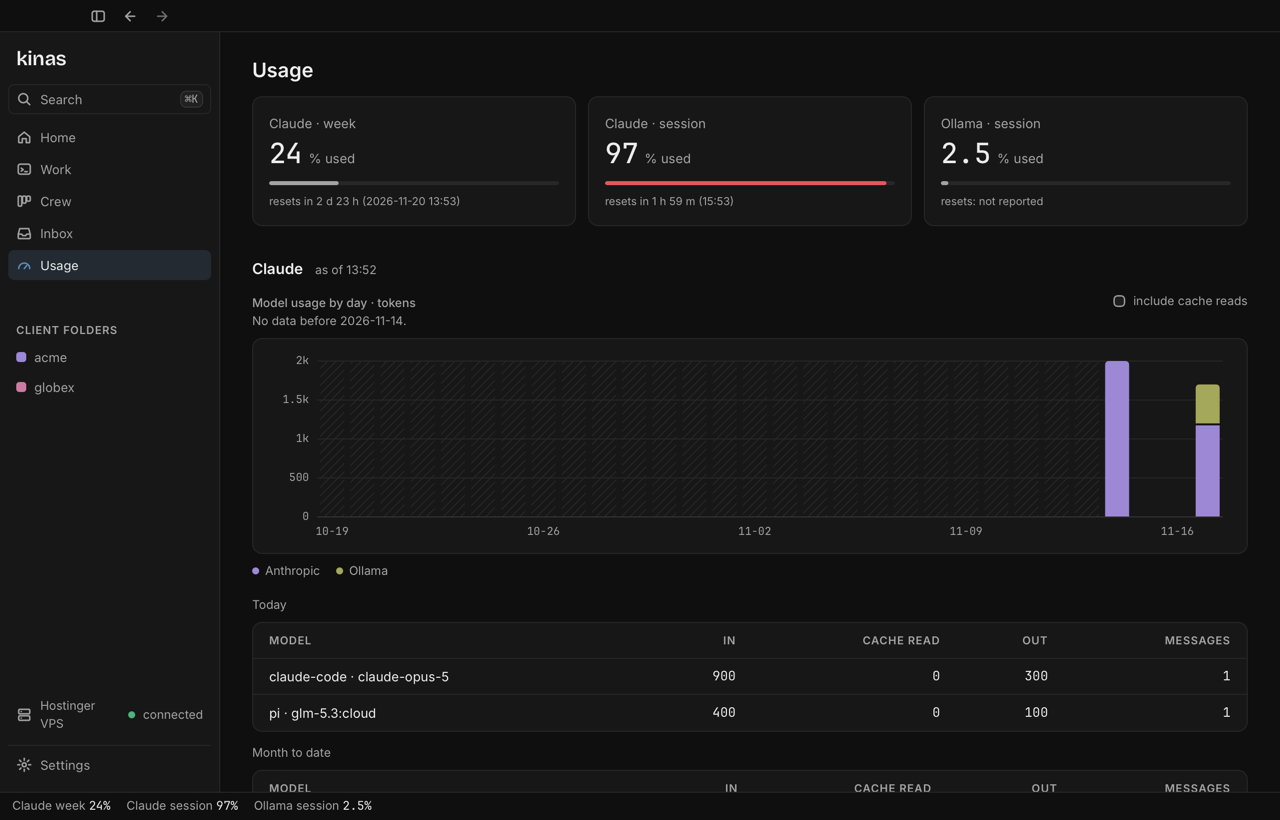 kinas
Search ⌘K
Home
Work
Crew
Inbox
Usage
CLIENT FOLDERS
acme
globex
Hostinger VPS
connected
Settings
Usage
Claude · week
24 % used
resets in 2 d 23 h (2026-11-20 13:53)
Claude · session
97 % used
resets in 1 h 59 m (15:53)
Ollama · session
2.5 % used
resets: not reported
Claude as of 13:52
Model usage by day · tokens
include cache reads
No data before 2026-11-14.
2k
1.5k
1k
500
0
10-19 10-26 11-02 11-09 11-16
Anthropic Ollama
Today
MODEL IN CACHE READ OUT MESSAGES
claude-code · claude-opus-5 900 0 300 1
pi · glm-5.3:cloud 400 0 100 1
Month to date
MODEL IN CACHE READ OUT MESSAGES
Claude week 24% Claude session 97% Ollama session 2.5%